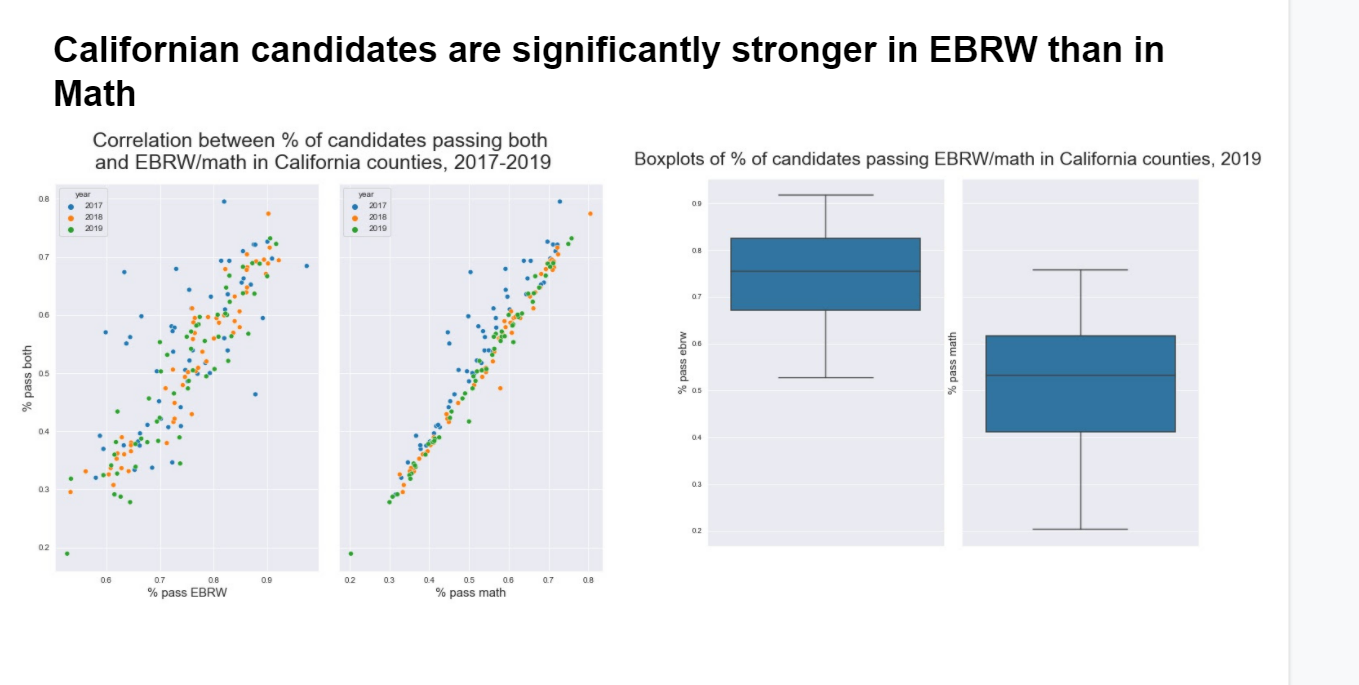 Californian candidates are significantly stronger in EBRW than in
Math
Correlation between % of candidates passing both
and EBRW/math in California counties, 2017-2019
year
2017
2018
2019
0.8
0.7
0.6
0.5
0.4
0.3
0.2
% pass both
0.6
0.7
0.8
0.9
% pass EBRW
year
2017
2018
2019
0.2
0.3
0.4
0.5
0.6
0.7
0.8
% pass math
Boxplots of % of candidates passing EBRW/math in California counties, 2019
0.9
0.8
0.7
0.6
0.5
0.4
0.3
0.2
% pass ebrw
% pass math